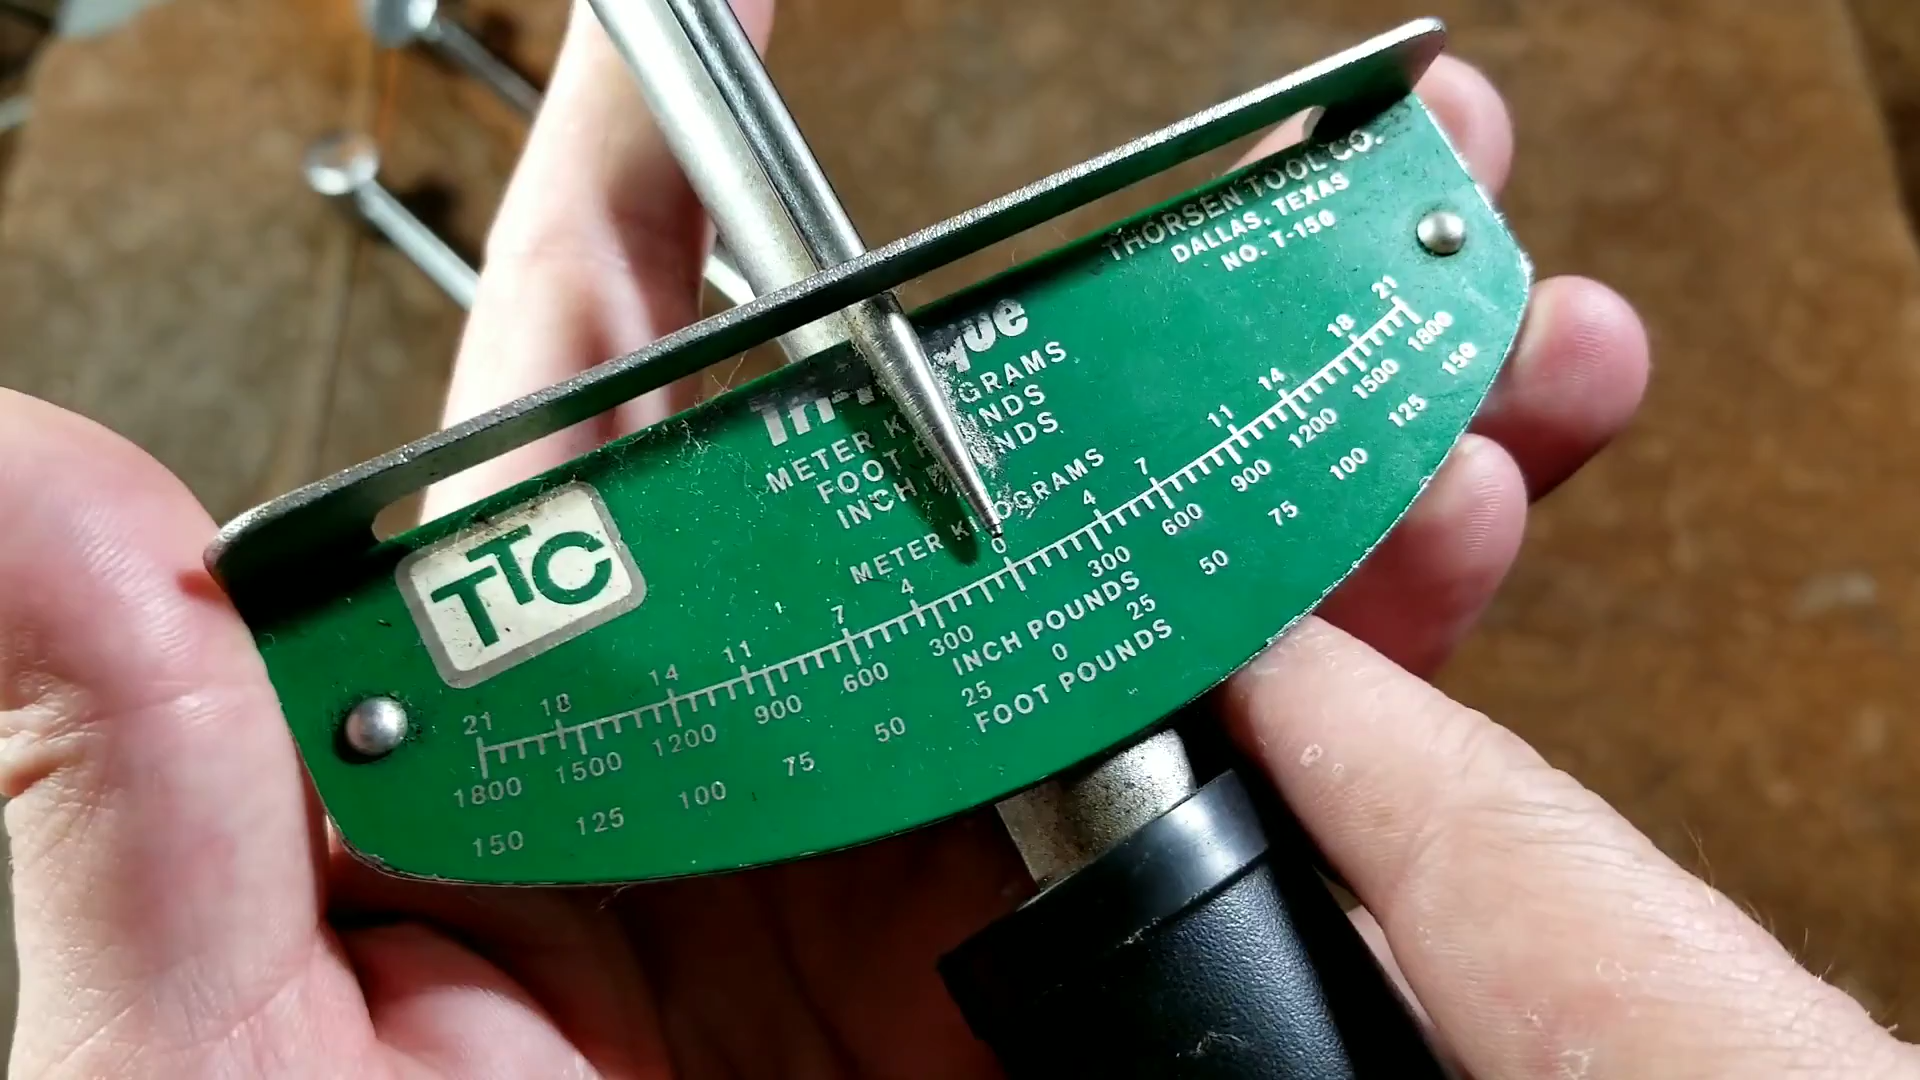 THORSEN TOOL CO.
DALLAS, TEXAS
NO. T-150
TTC
METER
FOOT
INCH
METER
21 18 14 11 7 4 0 4 7 11 14 18 21
1800 1500 1200 900 600 300 300 600 900 1200 1500 1800
INCH POUNDS
150 125 100 75 50 25 0 25 50 75 100 125 150
FOOT POUNDS